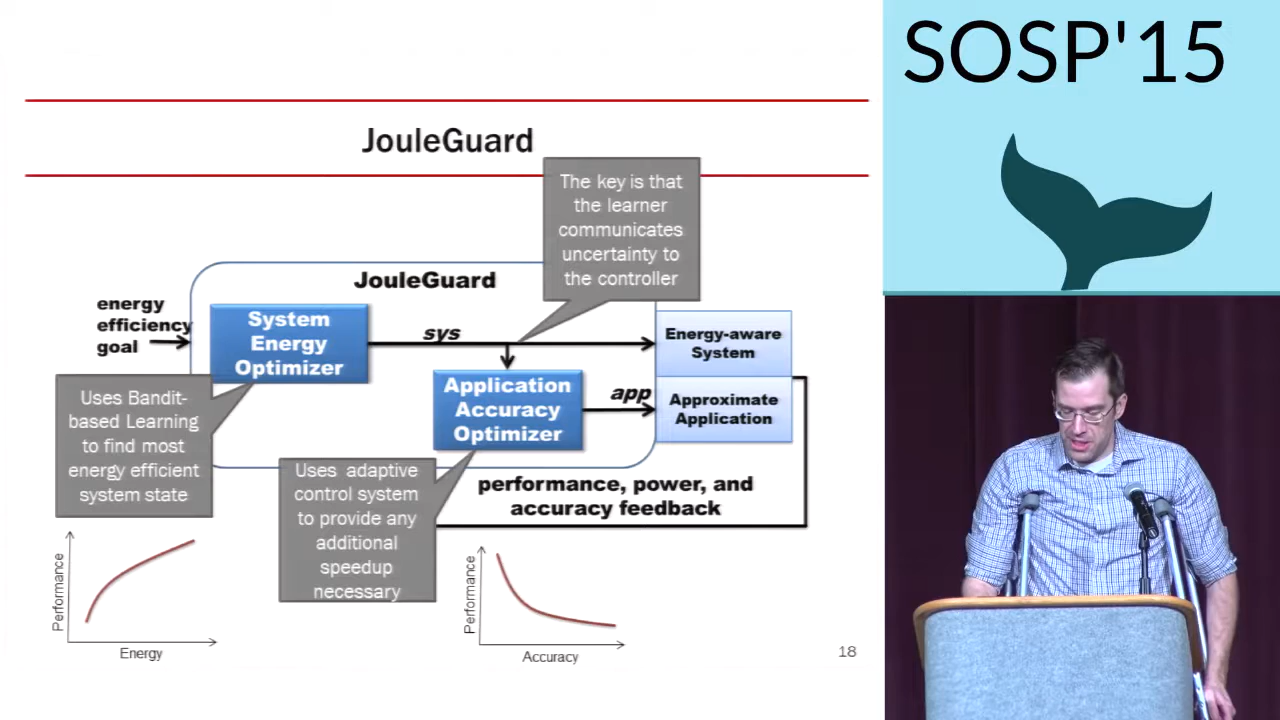 SOSP'15
JouleGuard
The key is that
the learner
communicates
uncertainty to
the controller
JouleGuard
energy
efficiency
goal
System
Energy
Optimizer
sys
Energy-aware
System
Application
Accuracy
Optimizer
app
Approximate
Application
Uses Bandit-
based Learning
to find most
energy efficient
system state
Uses adaptive
control system
to provide any
additional
speedup
necessary
performance, power, and
accuracy feedback
Performance
Energy
Performance
Accuracy
18